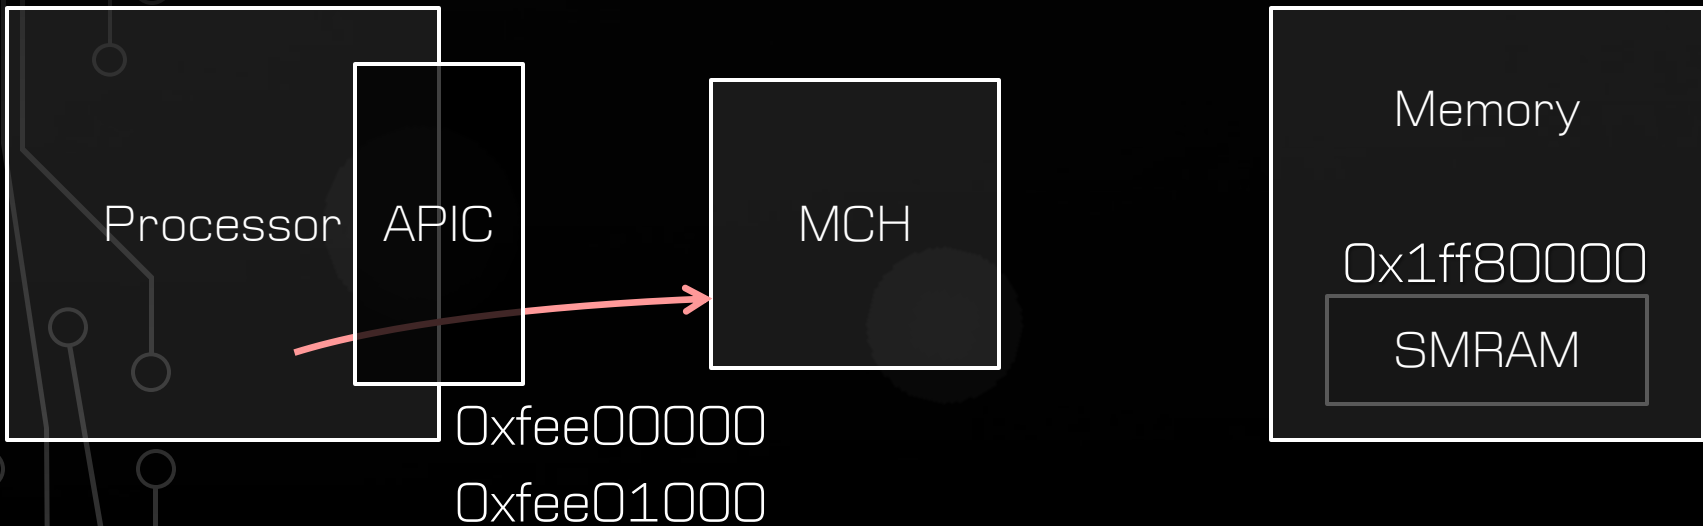 Processor
APIC
MCH
Memory
0x1ff80000
SMRAM
0xfee00000
0xfee01000